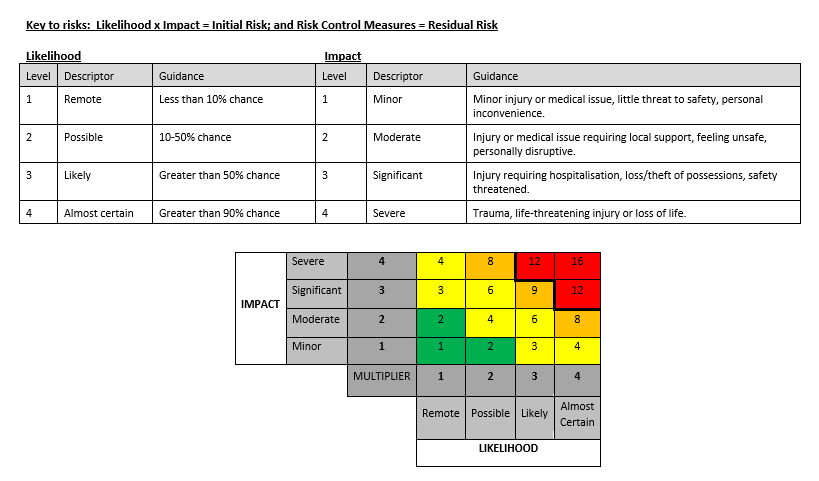 Key to risks:  Likelihood x Impact = Initial Risk; and Risk Control Measures = Residual Risk
Likelihood Impact
Level Descriptor Guidance Level Descriptor Guidance
1 Remote Less than 10% chance 1 Minor Minor injury or medical issue, little threat to safety, personal
inconvenience.
2 Possible 10-50% chance 2 Moderate Injury or medical issue requiring local support, feeling unsafe,
personally disruptive.
3 Likely Greater than 50% chance 3 Significant Injury requiring hospitalisation, loss/theft of possessions, safety
threatened.
4 Almost certain Greater than 90% chance 4 Severe Trauma, life-threatening injury or loss of life.
Severe 4 4 8 12 16
Significant 3 3 6 9 12
IMPACT
Moderate 2 2 4 6 8
Minor 1 1 2 3 4
MULTIPLIER 1 2 3 4
Remote Possible Likely Almost
Certain
LIKELIHOOD